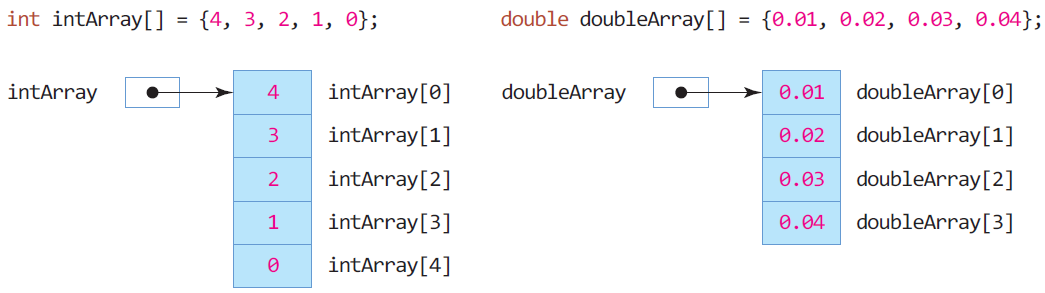 int intArray[] = {4, 3, 2, 1, 0};
double doubleArray[] = {0.01, 0.02, 0.03, 0.04};
intArray
4 intArray[0]
3 intArray[1]
2 intArray[2]
1 intArray[3]
0 intArray[4]
doubleArray
0.01 doubleArray[0]
0.02 doubleArray[1]
0.03 doubleArray[2]
0.04 doubleArray[3]